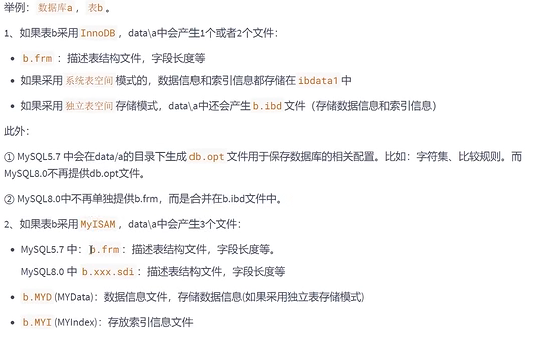 举例：数据库a ，表b 。
1、如果表b采用 InnoDB ，data\a中会产生1个或者2个文件：
• b.frm ：描述表结构文件，字段长度等
• 如果采用 系统表空间 模式的，数据信息和索引信息都存储在 ibdata1 中
• 如果采用 独立表空间 存储模式，data\a中还会产生 b.ibd 文件（存储数据信息和索引信息）
此外：
① MySQL5.7 中会在data/a的目录下生成 db.opt 文件用于保存数据库的相关配置。比如：字符集、比较规则。而
MySQL8.0不再提供db.opt文件。
② MySQL8.0中不再单独提供b.frm，而是合并在b.ibd文件中。
2、如果表b采用 MyISAM ，data\a中会产生3个文件：
• MySQL5.7 中： b.frm ：描述表结构文件，字段长度等。
MySQL8.0 中 b.xxx.sdi ：描述表结构文件，字段长度等
• b.MYD (MYData)：数据信息文件，存储数据信息(如果采用独立表存储模式)
• b.MYI (MYIndex)：存放索引信息文件